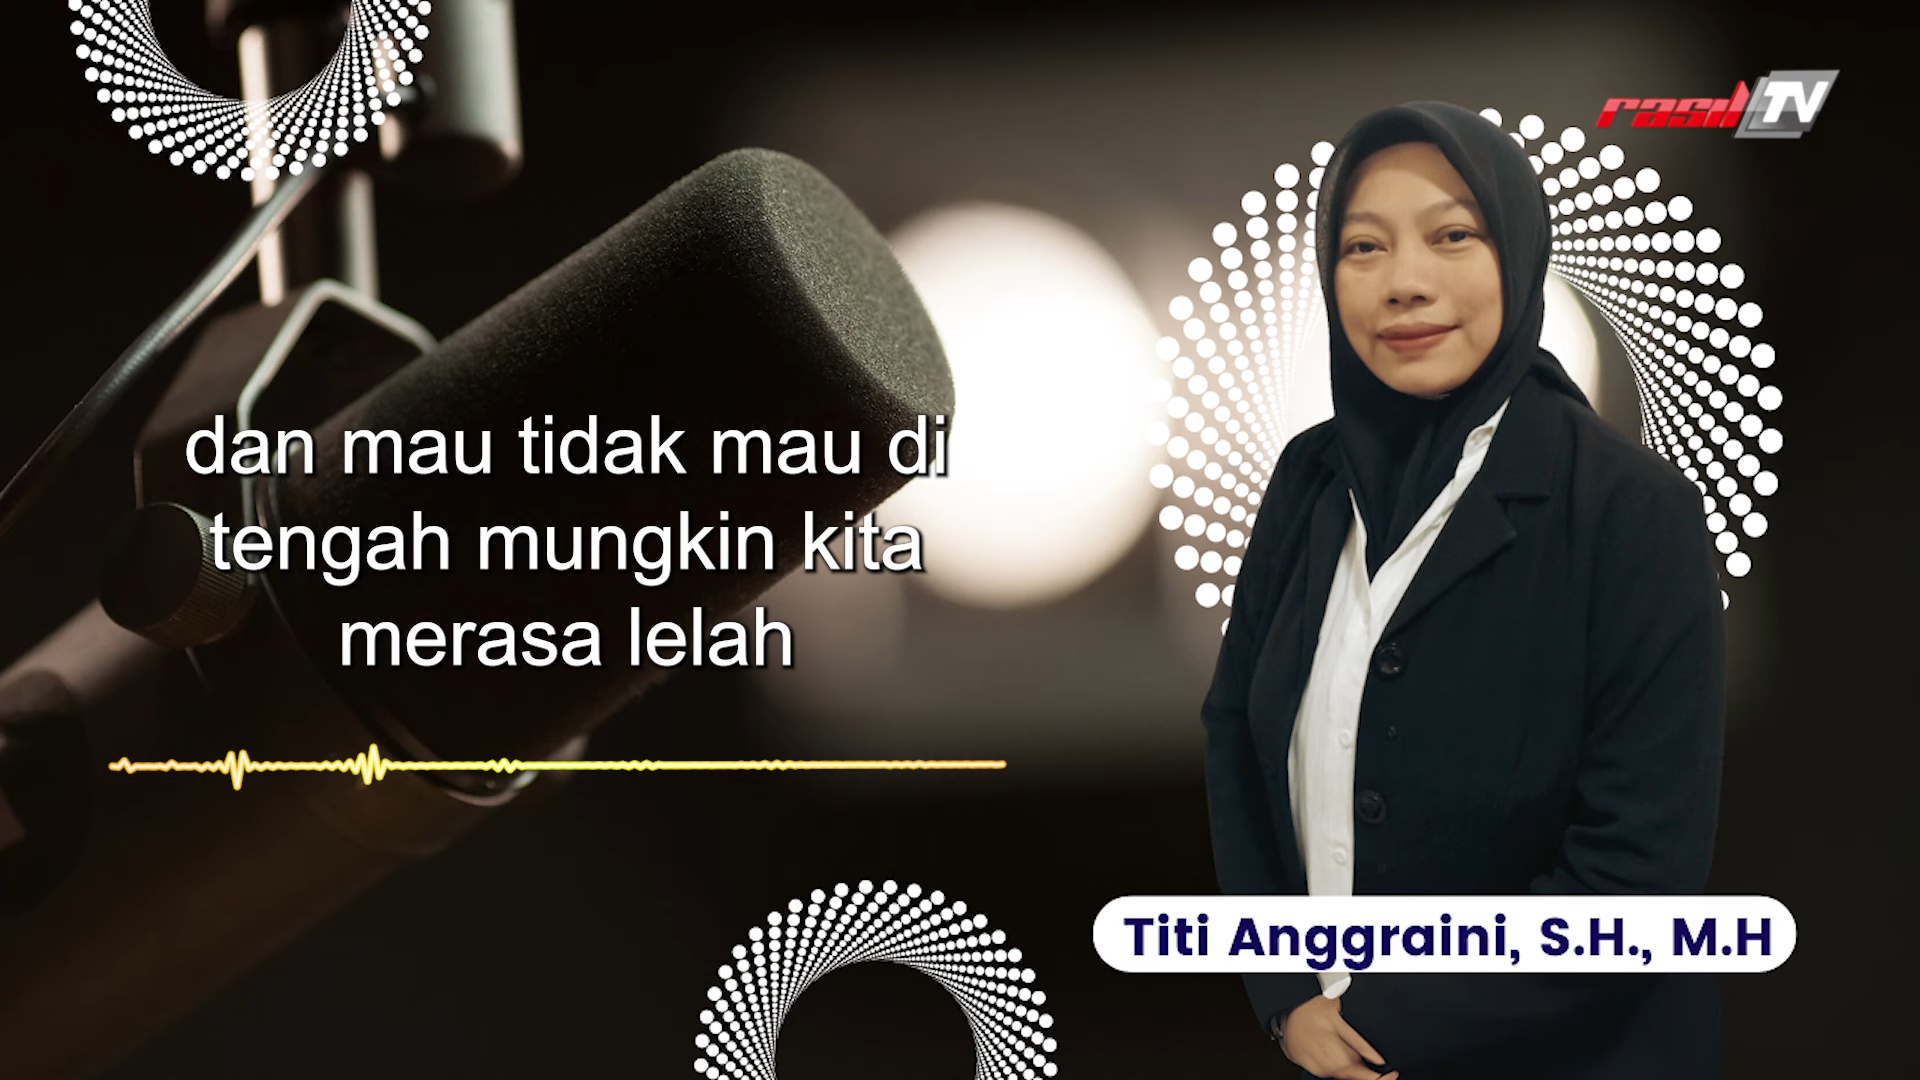 rasil TV
dan mau tidak mau di
tengah mungkin kita
merasa lelah
Titi Anggraini, S.H., M.H